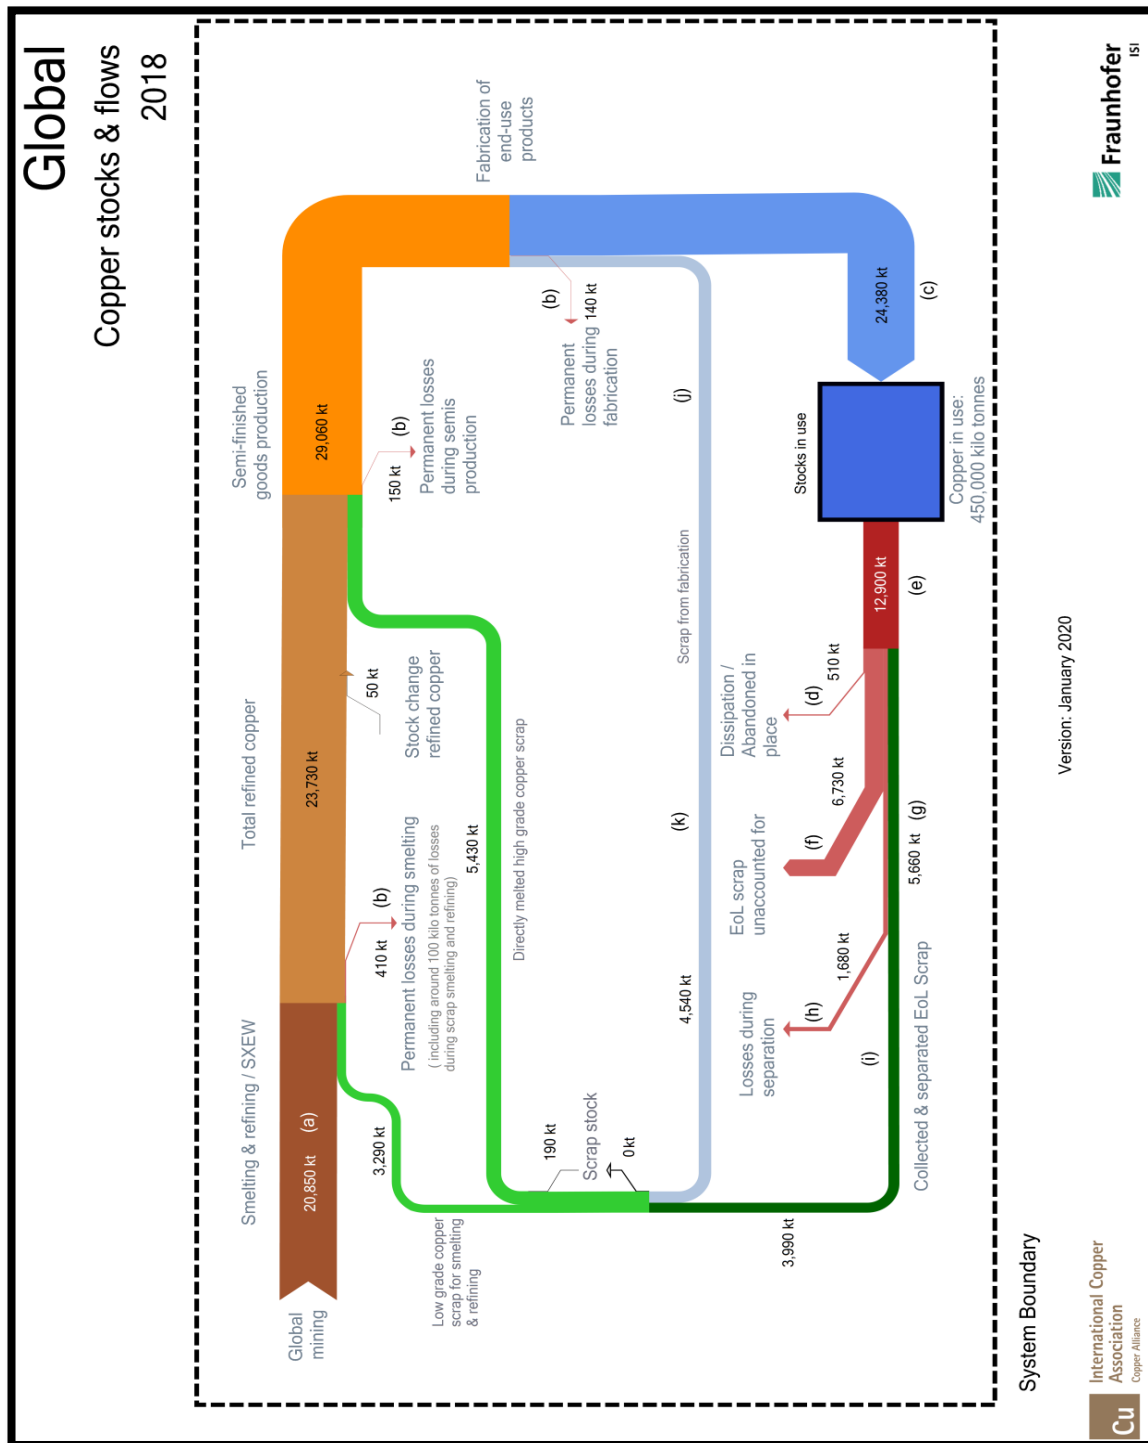 Global
Copper stocks & flows
2018
Global
mining
20,850 kt
(a)
Smelting & refining / SXEW
Total refined copper
23,730 kt
Semi-finished
goods production
29,060 kt
Fabrication of
end-use
products
Low grade copper
scrap for smelting
& refining
3,290 kt
410 kt
(b)
Permanent losses during smelting
( including around 100 kilo tonnes of losses
during scrap smelting and refining)
50 kt
Stock change
refined copper
150 kt
(b)
Permanent losses
during semis
production
5,430 kt
Directly melted high grade copper scrap
190 kt
Scrap stock
0 kt
(b)
140 kt
Permanent
losses during
fabrication
4,540 kt
(k)
Scrap from fabrication
(j)
3,990 kt
Losses during
separation
(h)
1,680 kt
EoL scrap
unaccounted for
(f)
6,730 kt
Dissipation /
Abandoned in
place
(d)
510 kt
Stocks in use
24,380 kt
(c)
12,900 kt
(e)
(i)
5,660 kt
(g)
Collected & separated EoL Scrap
Copper in use:
450,000 kilo tonnes
System Boundary
Version: January 2020
Cu
International Copper
Association
Copper Alliance
Fraunhofer
ISI